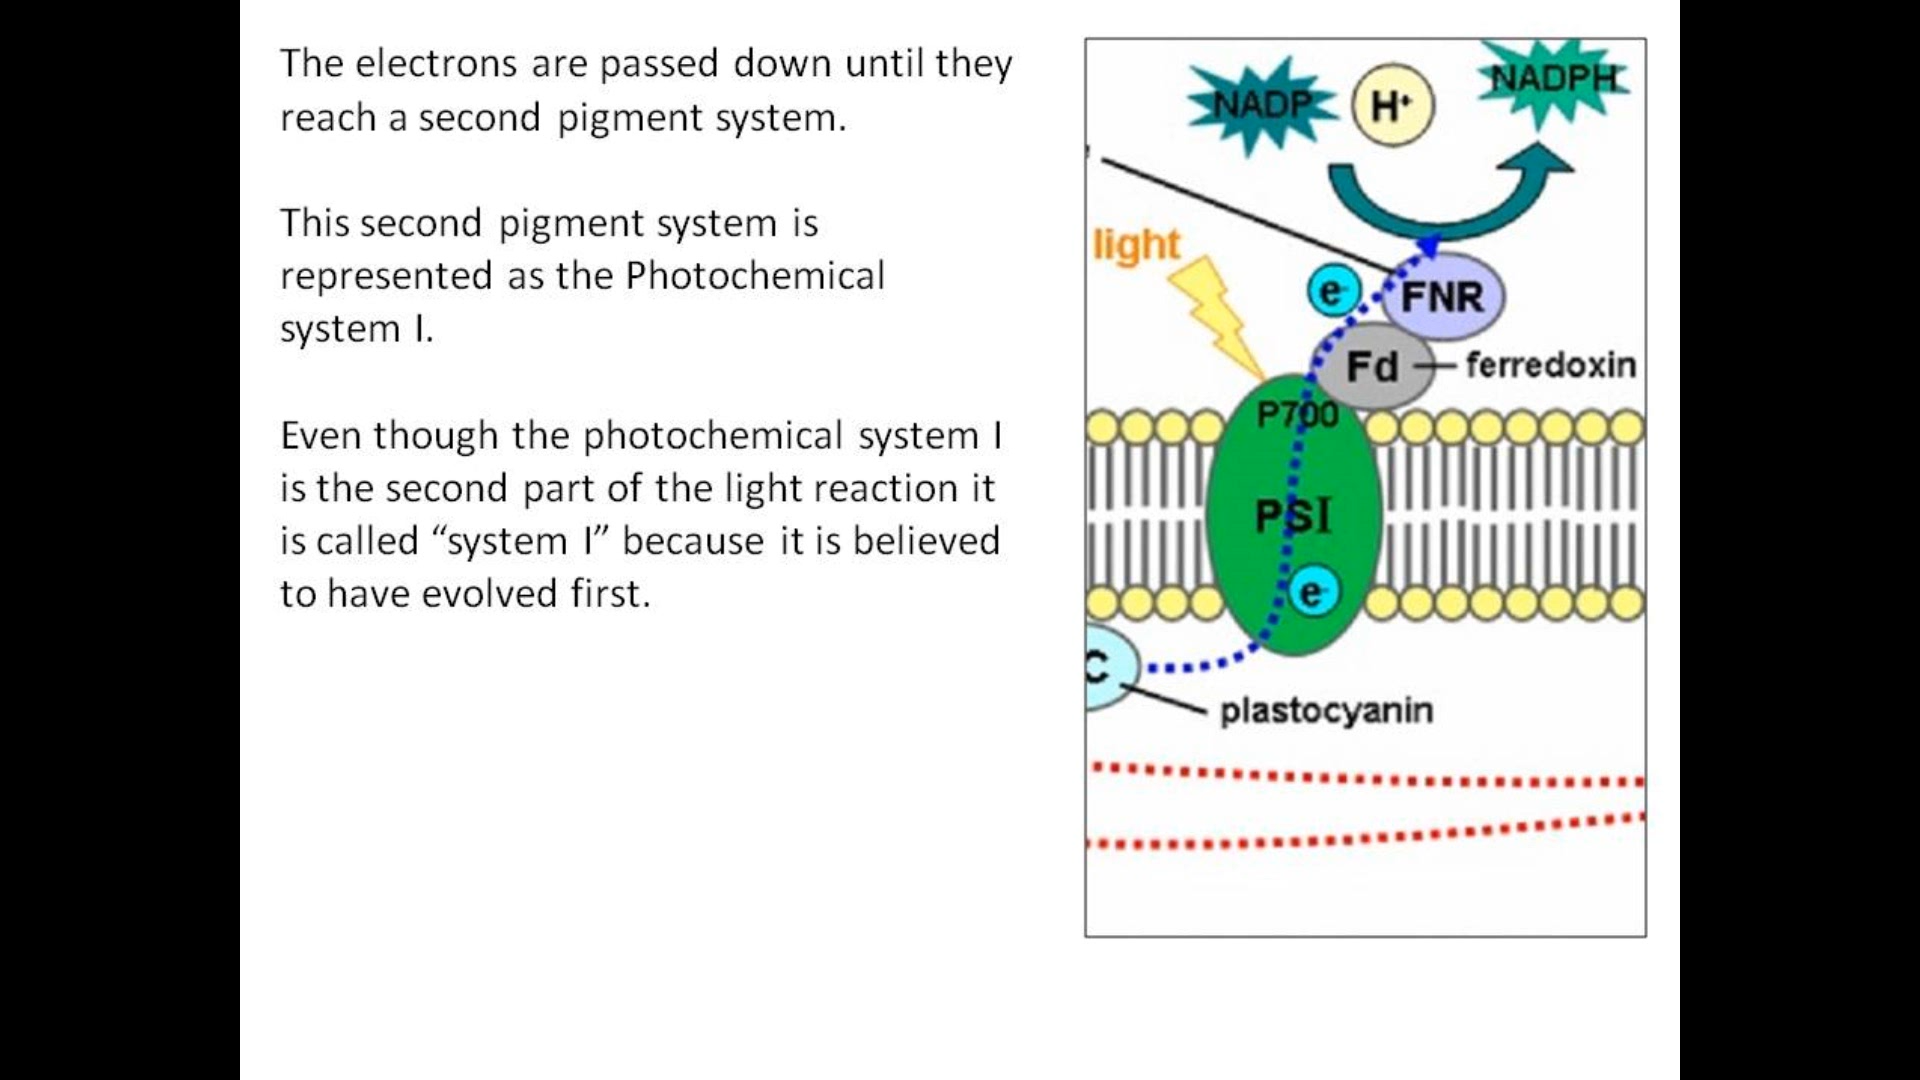 The electrons are passed down until they
reach a second pigment system.
This second pigment system is
represented as the Photochemical
system I.
Even though the photochemical system I
is the second part of the light reaction it
is called “system I” because it is believed
to have evolved first.
NADP H+ NADPH
light
e- FNR
Fd ferredoxin
P700
PSI
e-
C
plastocyanin